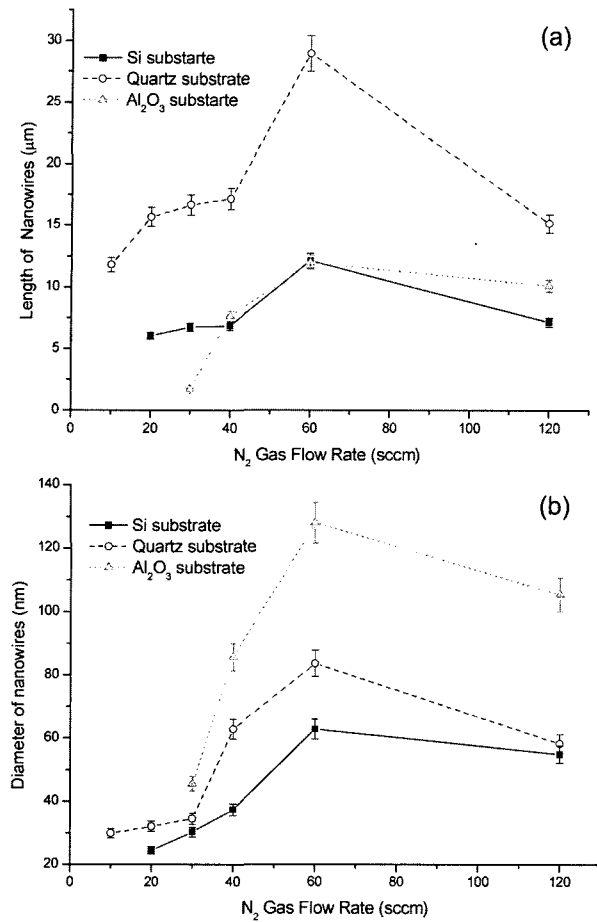 (a)
Si substarte
Quartz substrate
Al₂O₃ substarte
Length of Nanowires (μm)
30
25
20
15
10
5
0
0 20 40 60 80 100 120
N₂ Gas Flow Rate (sccm)
(b)
Si substrate
Quartz substrate
Al₂O₃ substrate
Diameter of nanowires (nm)
140
120
100
80
60
40
20
0 20 40 60 80 100 120
N₂ Gas Flow Rate (sccm)